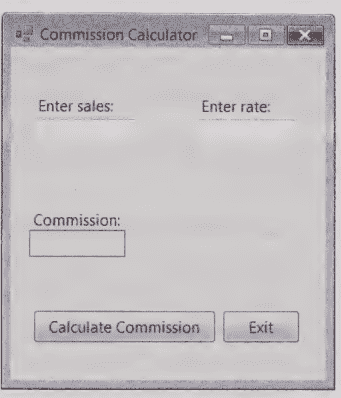 Commission Calculator
Enter sales: Enter rate:
Commission:
Calculate Commission Exit